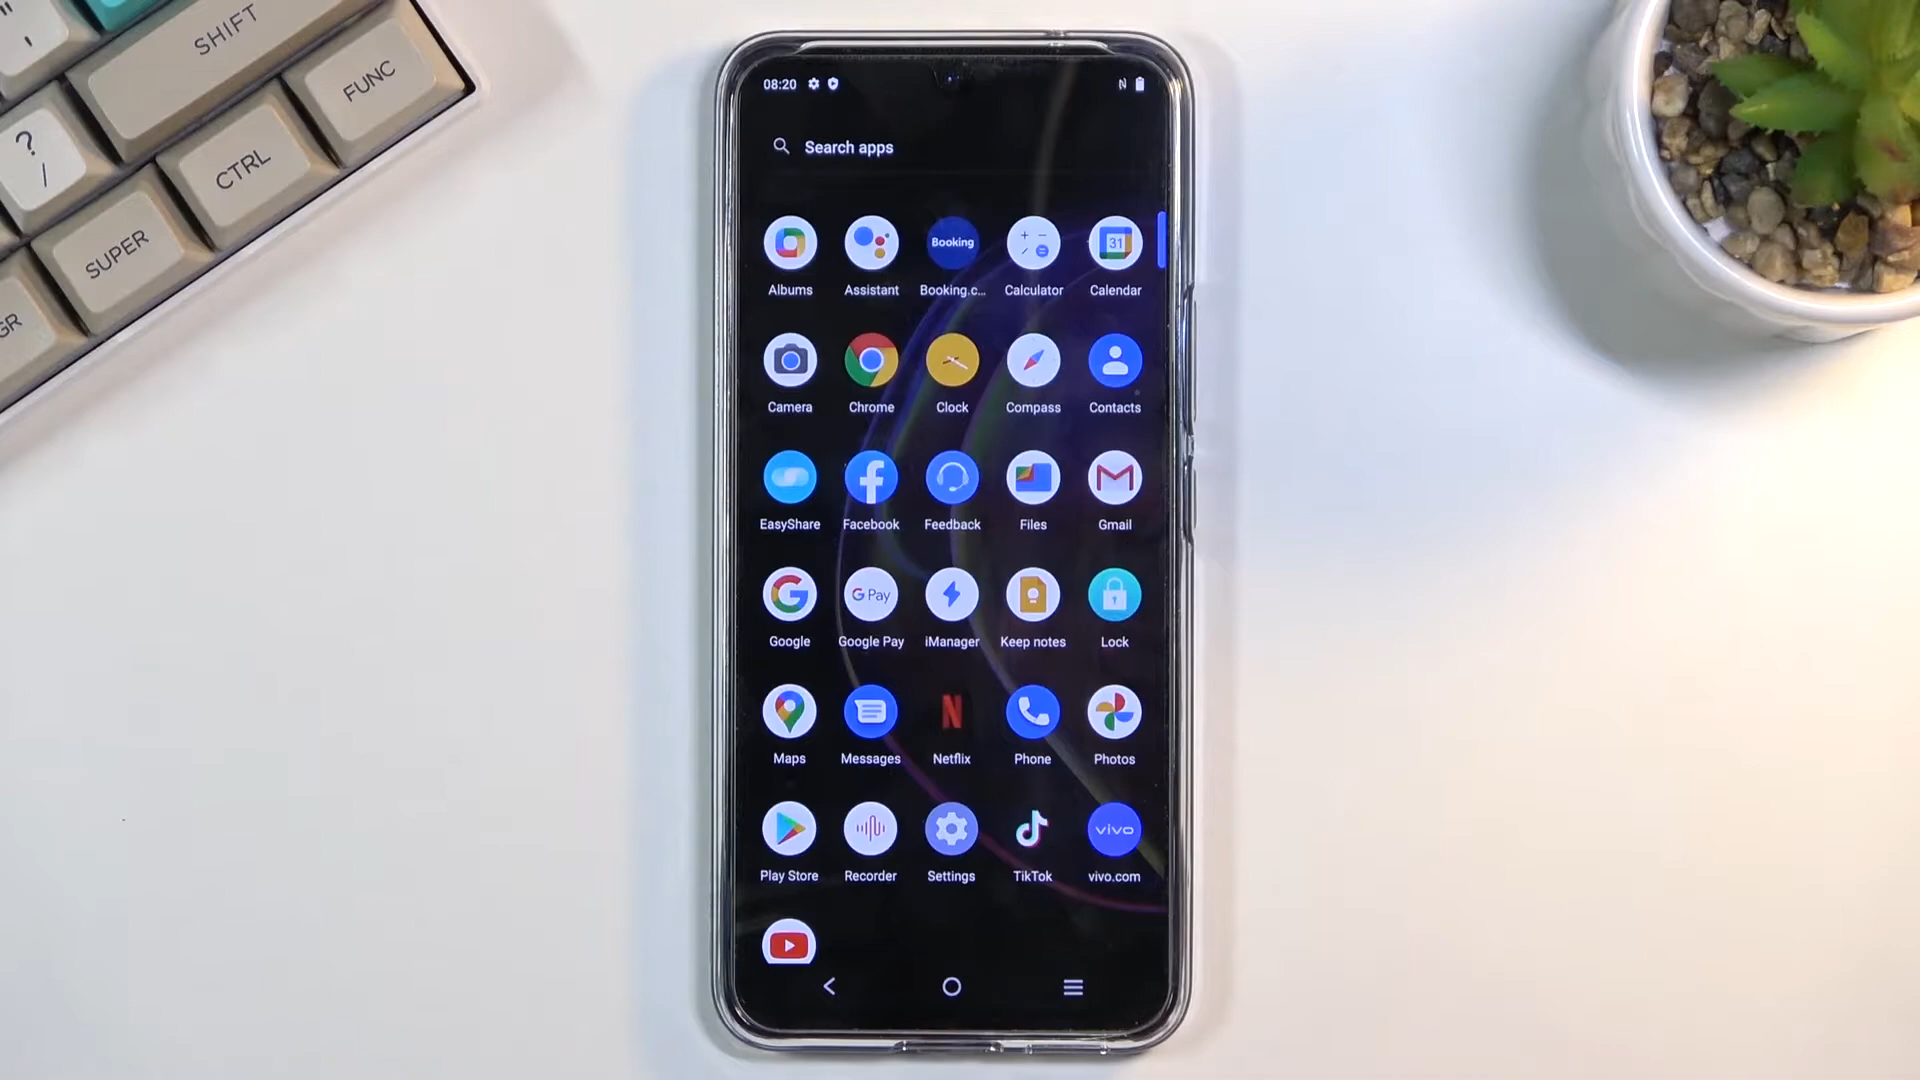 "
'
SHIFT
?
/
CTRL
FUNC
SUPER
GR
08:20
N
Search apps
Booking
31
Albums Assistant Booking.c... Calculator Calendar
Camera Chrome Clock Compass Contacts
EasyShare Facebook Feedback Files Gmail
G Pay
Google Google Pay iManager Keep notes Lock
N
Maps Messages Netflix Phone Photos
vivo
Play Store Recorder Settings TikTok vivo.com